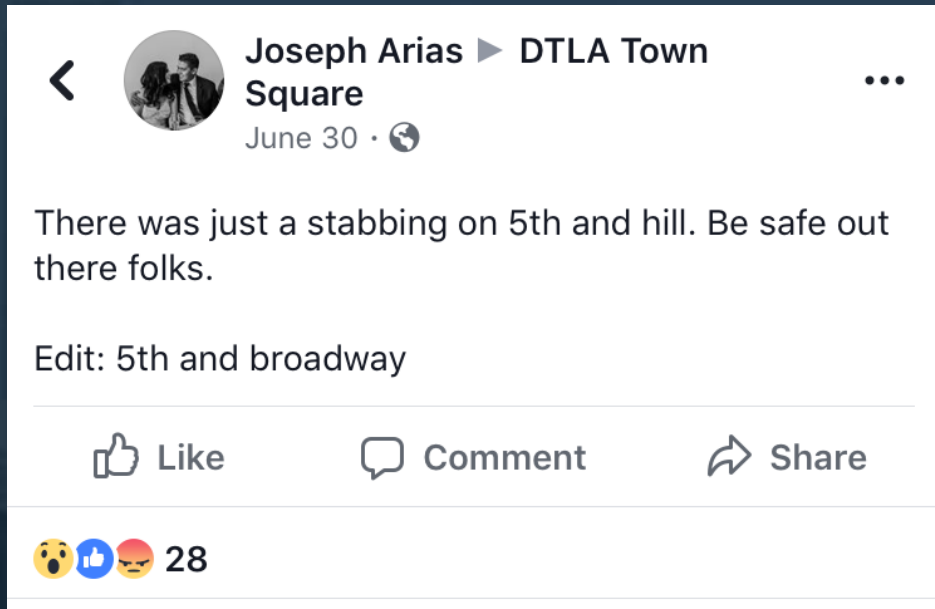 Joseph Arias ▶ DTLA Town
Square
June 30 ·
There was just a stabbing on 5th and hill. Be safe out
there folks.
Edit: 5th and broadway
Like
Comment
Share
28